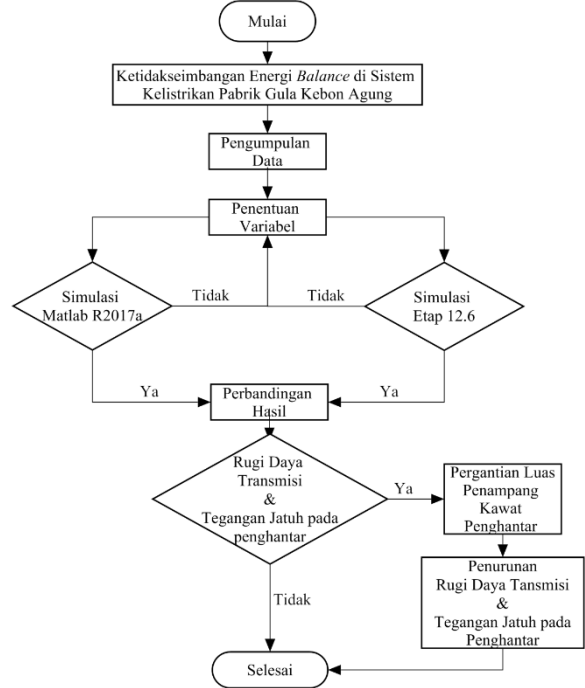 Mulai
Ketidakseimbangan Energi Balance di Sistem
Kelistrikan Pabrik Gula Kebon Agung
Pengumpulan
Data
Penentuan
Variabel
Simulasi
Matlab R2017a
Tidak
Tidak
Simulasi
Etap 12.6
Ya
Perbandingan
Hasil
Ya
Rugi Daya
Transmisi
&
Tegangan Jatuh pada
penghantar
Ya
Pergantian Luas
Penampang
Kawat
Penghantar
Penurunan
Rugi Daya Tansmisi
&
Tegangan Jatuh pada
Penghantar
Tidak
Selesai